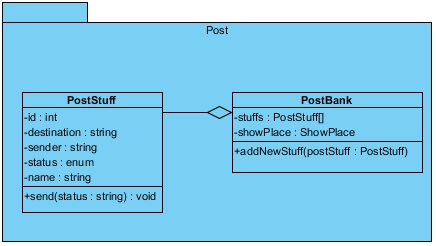 Post
PostStuff
-id : int
-destination : string
-sender : string
-status : enum
-name : string
+send(status : string) : void
PostBank
-stuffs : PostStuff[]
-showPlace : ShowPlace
+addNewStuff(postStuff : PostStuff)